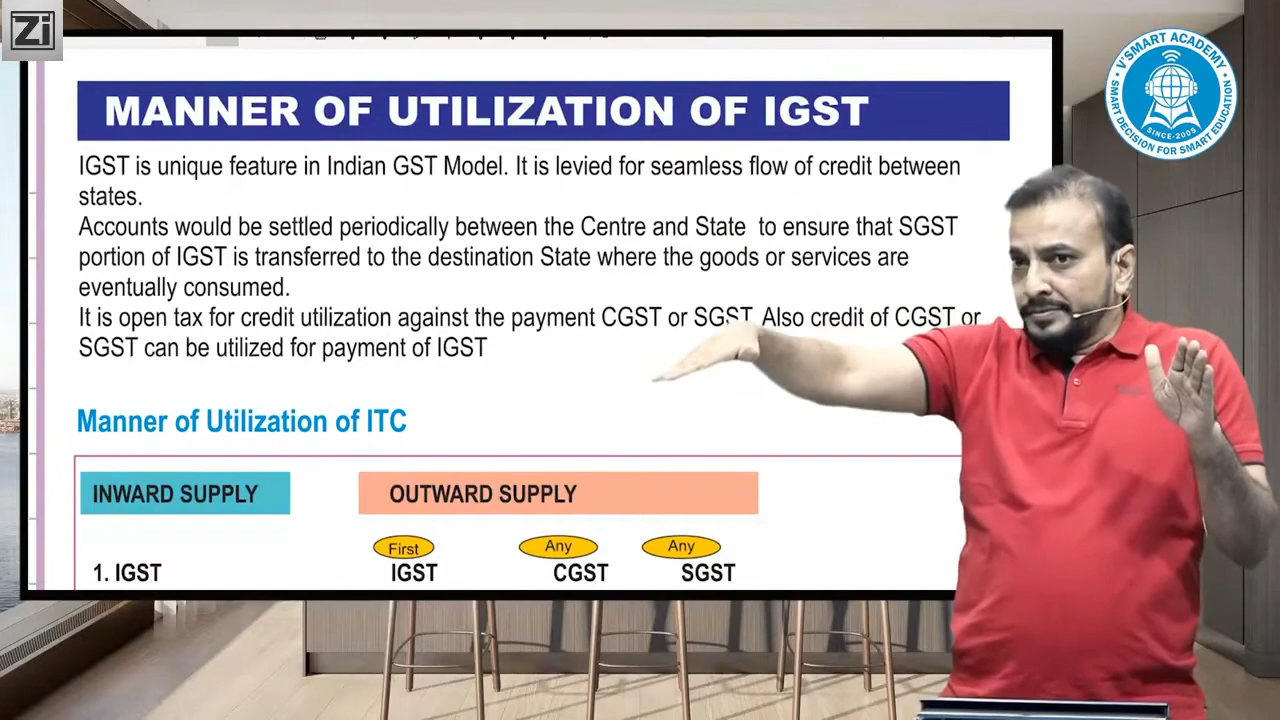 Zi
V'SMART ACADEMY
SINCE-2005
SMART DECISION FOR SMART EDUCATION
MANNER OF UTILIZATION OF IGST
IGST is unique feature in Indian GST Model. It is levied for seamless flow of credit between
states.
Accounts would be settled periodically between the Centre and State to ensure that SGST
portion of IGST is transferred to the destination State where the goods or services are
eventually consumed.
It is open tax for credit utilization against the payment CGST or SGST. Also credit of CGST or
SGST can be utilized for payment of IGST
Manner of Utilization of ITC
INWARD SUPPLY OUTWARD SUPPLY
First Any Any
1. IGST IGST CGST SGST